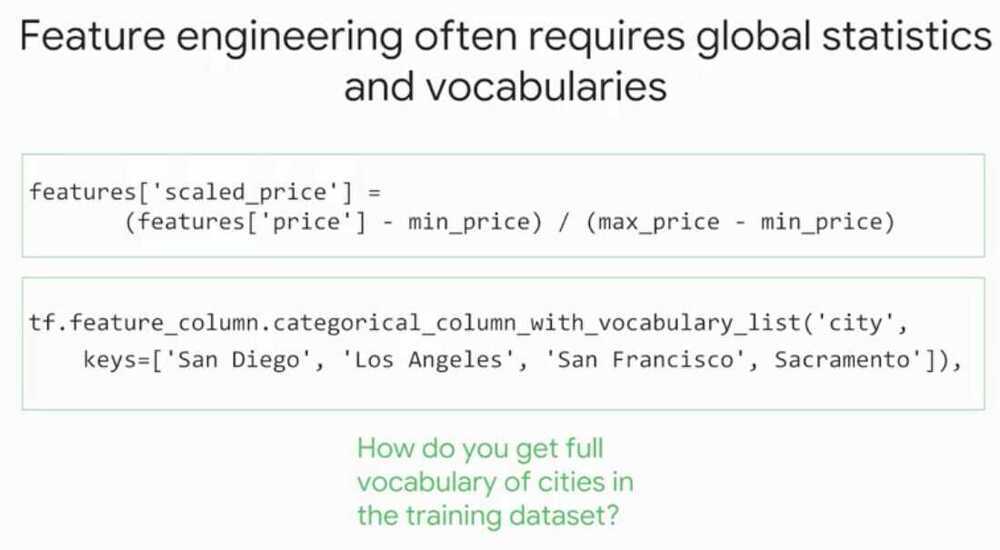 Feature engineering often requires global statistics
and vocabularies
features['scaled_price'] =
(features['price'] - min_price) / (max_price - min_price)
tf.feature_column.categorical_column_with_vocabulary_list('city',
keys=['San Diego', 'Los Angeles', 'San Francisco', Sacramento']),
How do you get full
vocabulary of cities in
the training dataset?